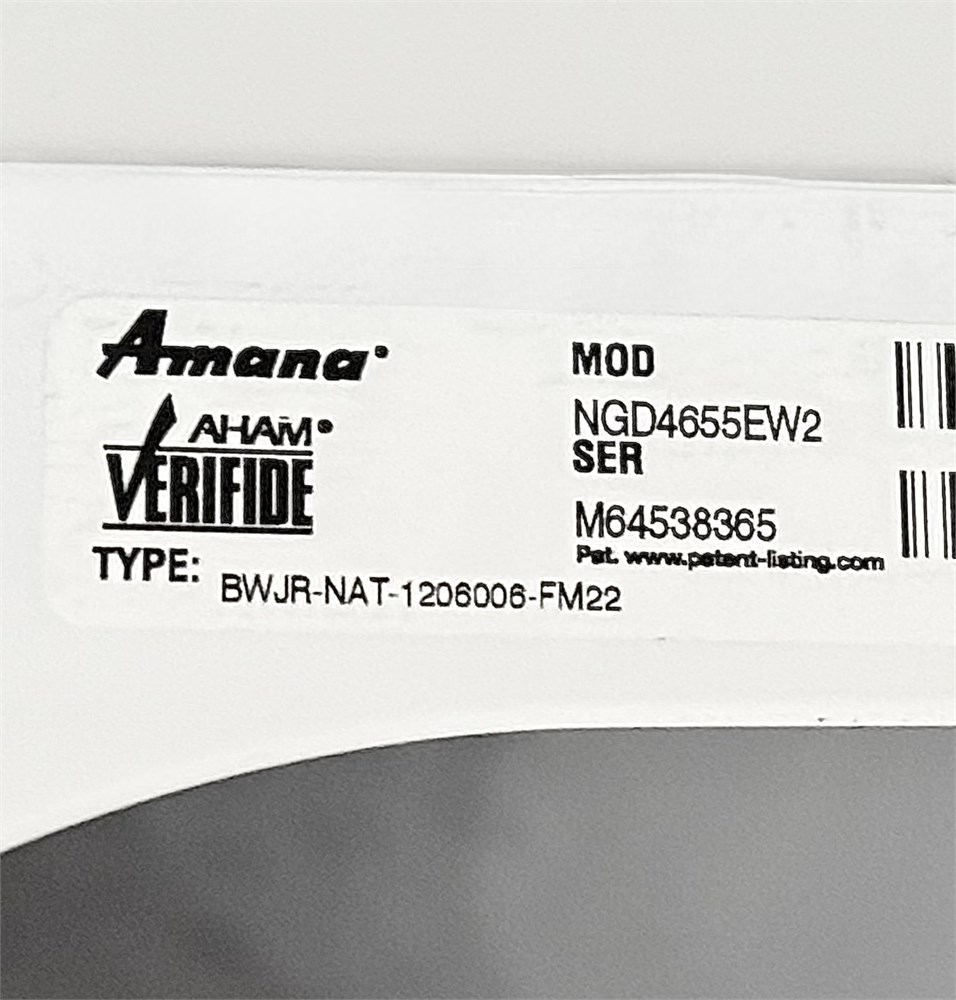 Amana®
AHAM®
VERIFIDE
TYPE: BWJR-NAT-1206006-FM22
MOD
NGD4655EW2
SER
M64538365
Pat. www.patent-listing.com